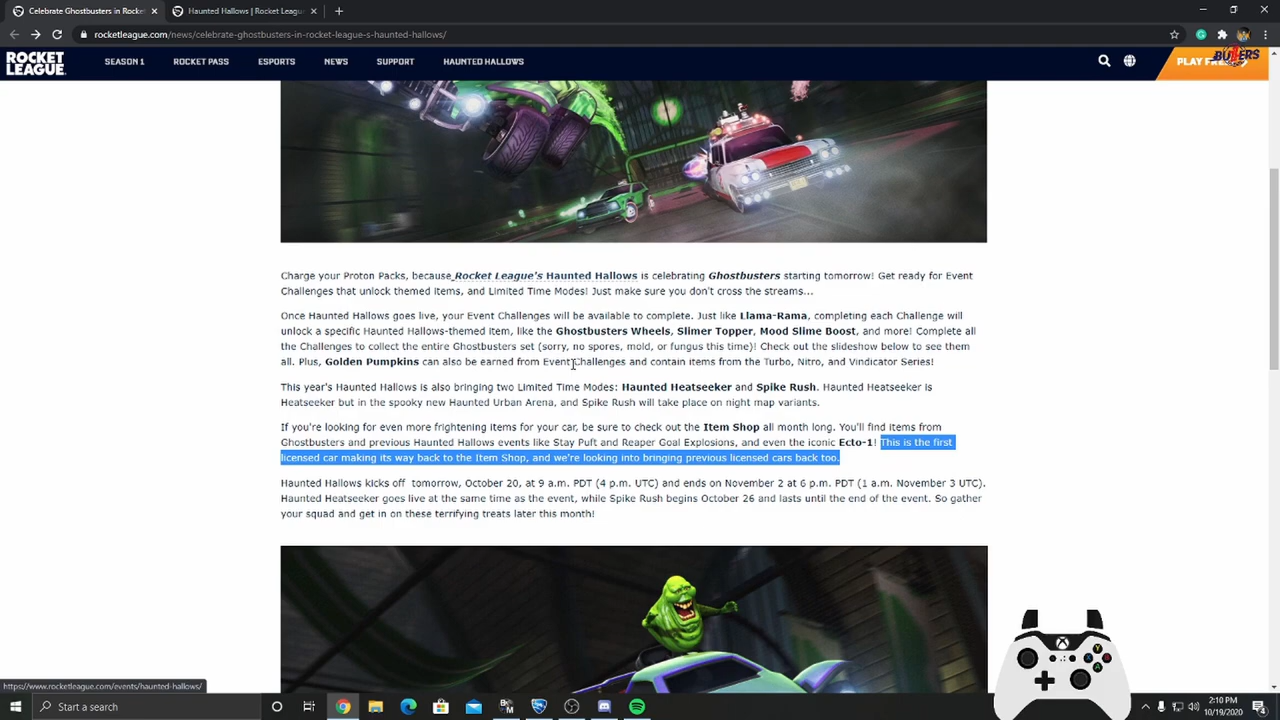 Celebrate Ghostbusters in Rocket
Haunted Hallows | Rocket League
rocketleague.com/news/celebrate-ghostbusters-in-rocket-league-s-haunted-hallows/
ROCKET LEAGUE
SEASON 1
ROCKET PASS
ESPORTS
NEWS
SUPPORT
HAUNTED HALLOWS
Charge your Proton Packs, because Rocket League's Haunted Hallows is celebrating Ghostbusters starting tomorrow! Get ready for Event
Challenges that unlock themed items, and Limited Time Modes! Just make sure you don't cross the streams...
Once Haunted Hallows goes live, your Event Challenges will be available to complete. Just like Llama-Rama, completing each Challenge will
unlock a specific Haunted Hallows-themed item, like the Ghostbusters Wheels, Slimer Topper, Mood Slime Boost, and more! Complete all
the Challenges to collect the entire Ghostbusters set (sorry, no spores, mold, or fungus this time)! Check out the slideshow below to see them
all. Plus, Golden Pumpkins can also be earned from Event Challenges and contain items from the Turbo, Nitro, and Vindicator Series!
This year's Haunted Hallows is also bringing two Limited Time Modes: Haunted Heatseeker and Spike Rush. Haunted Heatseeker is
Heatseeker but in the spooky new Haunted Urban Arena, and Spike Rush will take place on night map variants.
If you're looking for even more frightening items for your car, be sure to check out the Item Shop all month long. You'll find items from
Ghostbusters and previous Haunted Hallows events like Stay Puft and Reaper Goal Explosions, and even the iconic Ecto-1! This is the first
licensed car making its way back to the Item Shop, and we're looking into bringing previous licensed cars back too.
Haunted Hallows kicks off tomorrow, October 20, at 9 a.m. PDT (4 p.m. UTC) and ends on November 2 at 6 p.m. PDT (1 a.m. November 3 UTC).
Haunted Heatseeker goes live at the same time as the event, while Spike Rush begins October 26 and lasts until the end of the event. So gather
your squad and get in on these terrifying treats later this month!
https://www.rocketleague.com/events/haunted-hallows/
Start a search
2:10 PM
10/19/2020
4
X Y B A